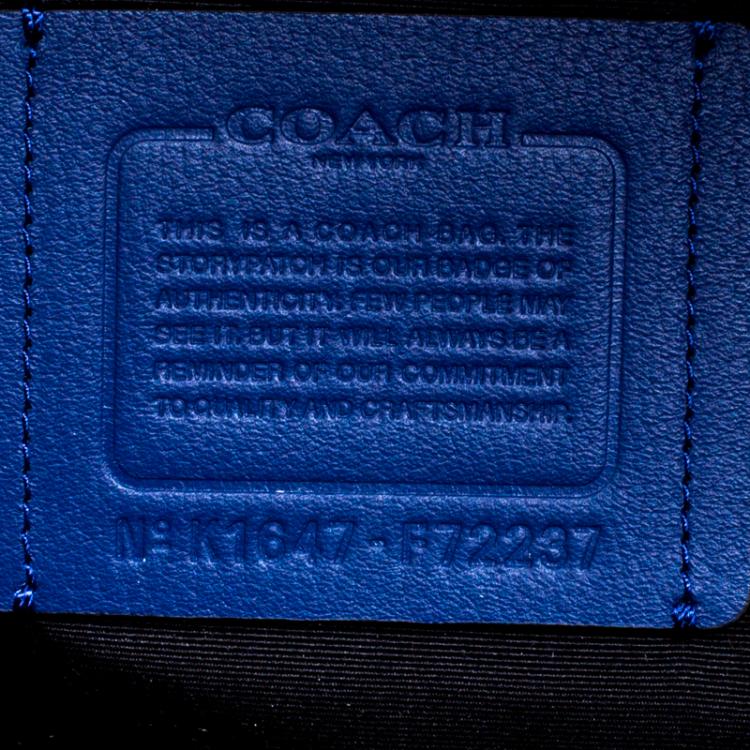 COACH
NEW YORK
THIS IS A COACH BAG. THE
STORYPATCH IS OUR BADGE OF
AUTHENTICITY. FEW PEOPLE MAY
SEE IT, BUT IT WILL ALWAYS BE A
REMINDER OF OUR COMMITMENT
TO QUALITY AND CRAFTSMANSHIP.
Nº K1647 - F72237